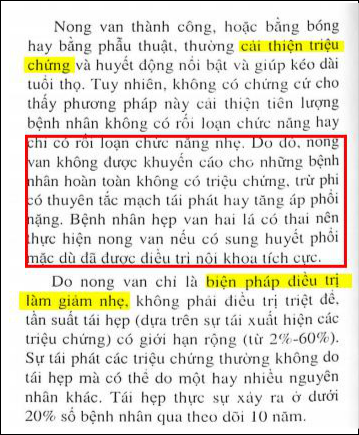 Nong van thành công, hoặc bằng bóng
hay bằng phẫu thuật, thường cải thiện triệu
chứng và huyết động nổi bật và giúp kéo dài
tuổi thọ. Tuy nhiên, không có chứng cứ cho
thấy phương pháp này cải thiện tiên lượng
bệnh nhân không có rối loạn chức năng hay
chỉ có rối loạn chức năng nhẹ. Do đó, nong
van không được khuyến cáo cho những bệnh
nhân hoàn toàn không có triệu chứng, trừ phi
có thuyên tắc mạch tái phát hay tăng áp phổi
nặng. Bệnh nhân hẹp van hai lá có thai nên
thực hiện nong van nếu có sung huyết phổi
mặc dù đã được điều trị nội khoa tích cực.
Do nong van chỉ là biện pháp điều trị
làm giảm nhẹ, không phải điều trị triệt để,
tần suất tái hẹp (dựa trên sự tái xuất hiện các
triệu chứng) có giới hạn rộng (từ 2%-60%).
Sự tái phát các triệu chứng thường không do
tái hẹp mà có thể do một hay nhiều nguyên
nhân khác. Tái hẹp thực sự xảy ra ở dưới
20% số bệnh nhân qua theo dõi 10 năm.